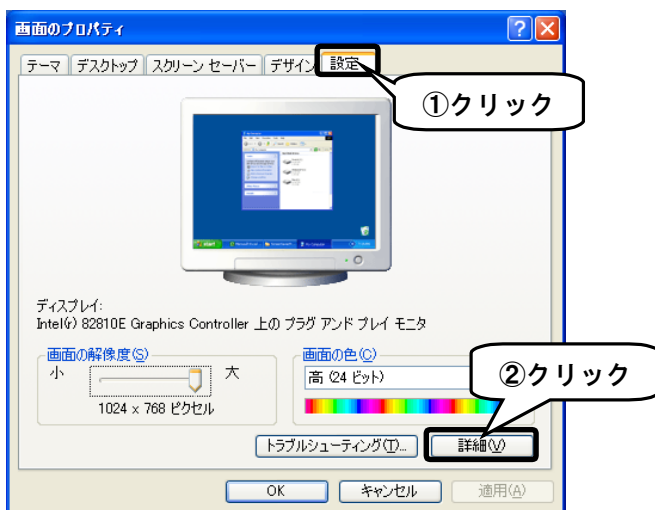 画面のプロパティ
テーマ デスクトップ スクリーン セーバー デザイン 設定
①クリック
start
ディスプレイ:
Intel(r) 82810E Graphics Controller 上の プラグ アンド プレイ モニタ
画面の解像度(S)
小 大
1024 x 768 ピクセル
画面の色(C)
高 (24 ビット)
②クリック
トラブルシューティング(T)... 詳細(V)
OK キャンセル 適用(A)